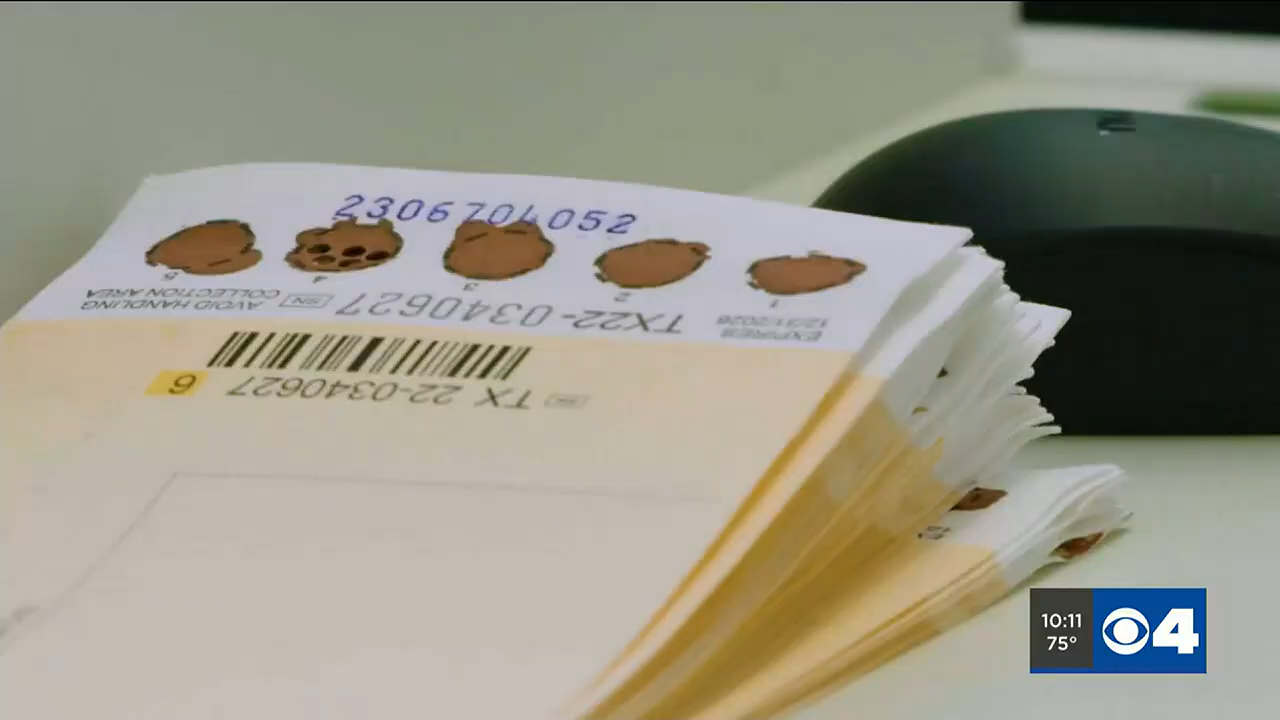 2306704052
5 4 3 2 1
AVOID HANDLING
COLLECTION AREA
SN TX22-0340627
EXPIRES
12/31/2026
TX 22-0340627
6
10:11
75°
4